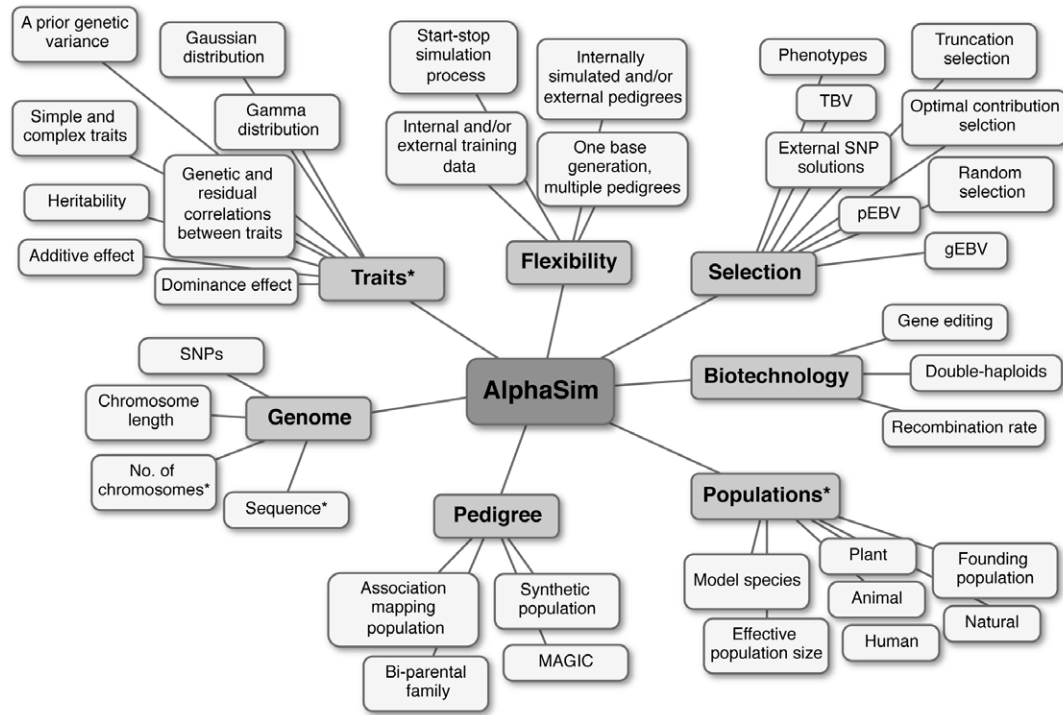 A prior genetic
variance
Gaussian
distribution
Gamma
distribution
Simple and
complex traits
Genetic and
residual
correlations
between traits
Heritability
Additive effect
Dominance effect
Traits*
Start-stop
simulation
process
Internally
simulated and/or
external pedigrees
Internal and/or
external training
data
One base
generation,
multiple pedigrees
Flexibility
Phenotypes
Truncation
selection
TBV
Optimal contribution
selction
External SNP
solutions
Random
selection
pEBV
gEBV
Selection
AlphaSim
Gene editing
Biotechnology
Double-haploids
Recombination rate
SNPs
Chromosome
length
Genome
No. of
chromosomes*
Sequence*
Pedigree
Association
mapping
population
Synthetic
population
Bi-parental
family
MAGIC
Populations*
Plant
Founding
population
Model species
Animal
Natural
Effective
population size
Human